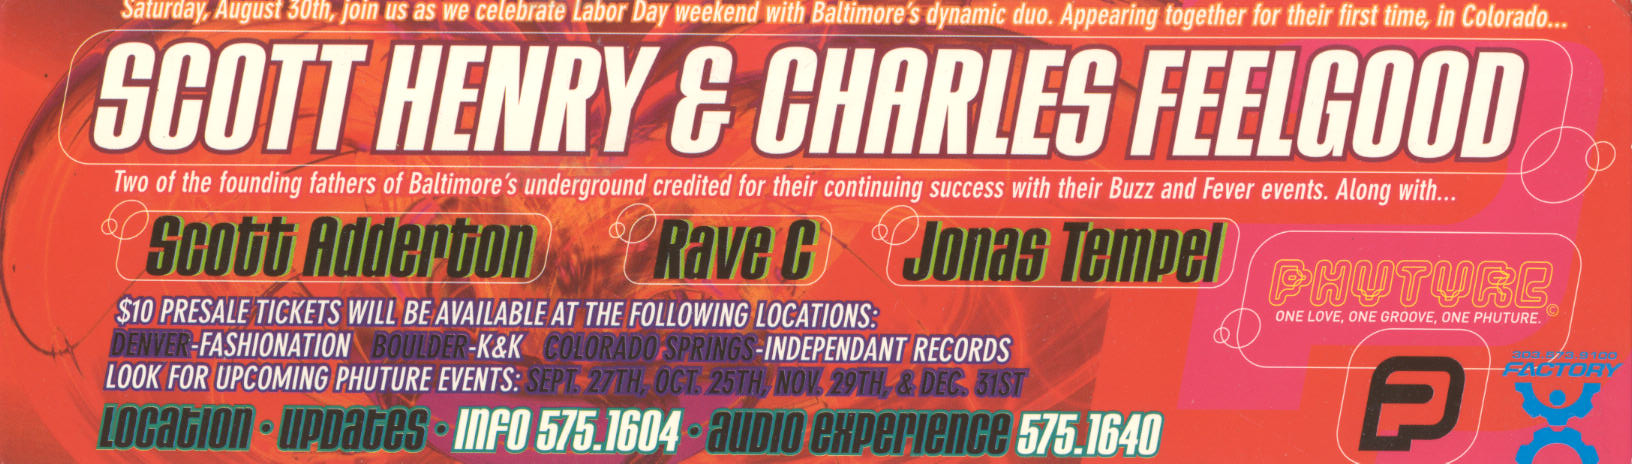 Saturday, August 30th, join us as we celebrate Labor Day weekend with Baltimore's dynamic duo. Appearing together for their first time, in Colorado...
SCOTT HENRY & CHARLES FEELGOOD
Two of the founding fathers of Baltimore's underground credited for their continuing success with their Buzz and Fever events. Along with...
Scott Adderton Rave C Jonas Tempel
PHUTURE ©
ONE LOVE, ONE GROOVE, ONE PHUTURE.
$10 PRESALE TICKETS WILL BE AVAILABLE AT THE FOLLOWING LOCATIONS:
DENVER-FASHIONATION BOULDER-K&K COLORADO SPRINGS-INDEPENDANT RECORDS
LOOK FOR UPCOMING PHUTURE EVENTS: SEPT. 27TH, OCT. 25TH, NOV. 29TH, & DEC. 31ST
Location • updates • INFO 575.1604 • audio experience 575.1640
P
FACTORY